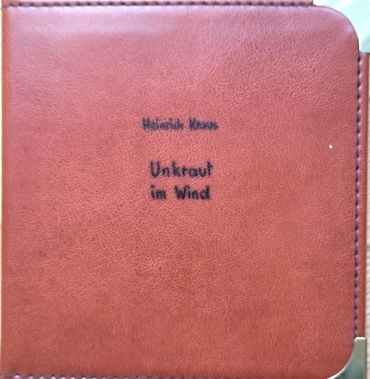 Heinrich Kraus
Unkraut
im Wind